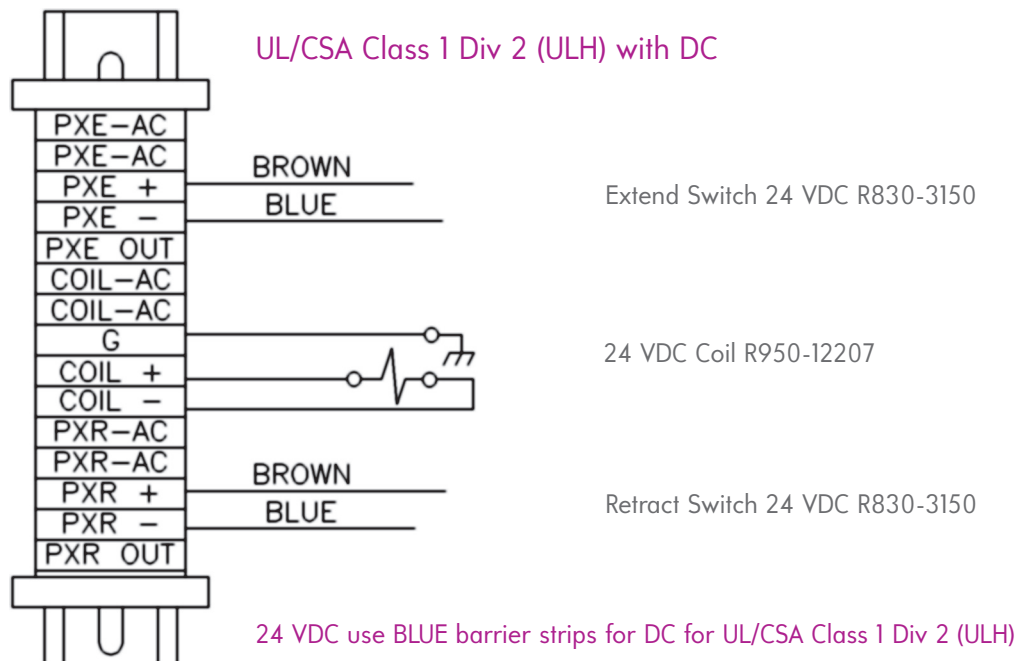 UL/CSA Class 1 Div 2 (ULH) with DC
PXE-AC
PXE-AC
PXE +
BROWN
Extend Switch 24 VDC R830-3150
PXE -
BLUE
PXE OUT
COIL-AC
COIL-AC
G
24 VDC Coil R950-12207
COIL +
COIL -
PXR-AC
PXR-AC
PXR +
BROWN
Retract Switch 24 VDC R830-3150
PXR -
BLUE
PXR OUT
24 VDC use BLUE barrier strips for DC for UL/CSA Class 1 Div 2 (ULH)